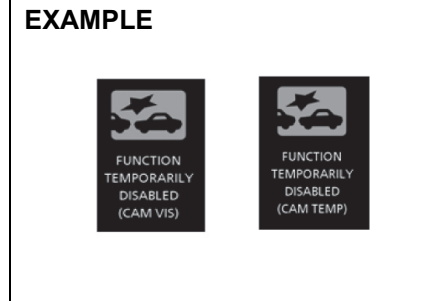 EXAMPLE
FUNCTION
TEMPORARILY
DISABLED
(CAM VIS)
FUNCTION
TEMPORARILY
DISABLED
(CAM TEMP)